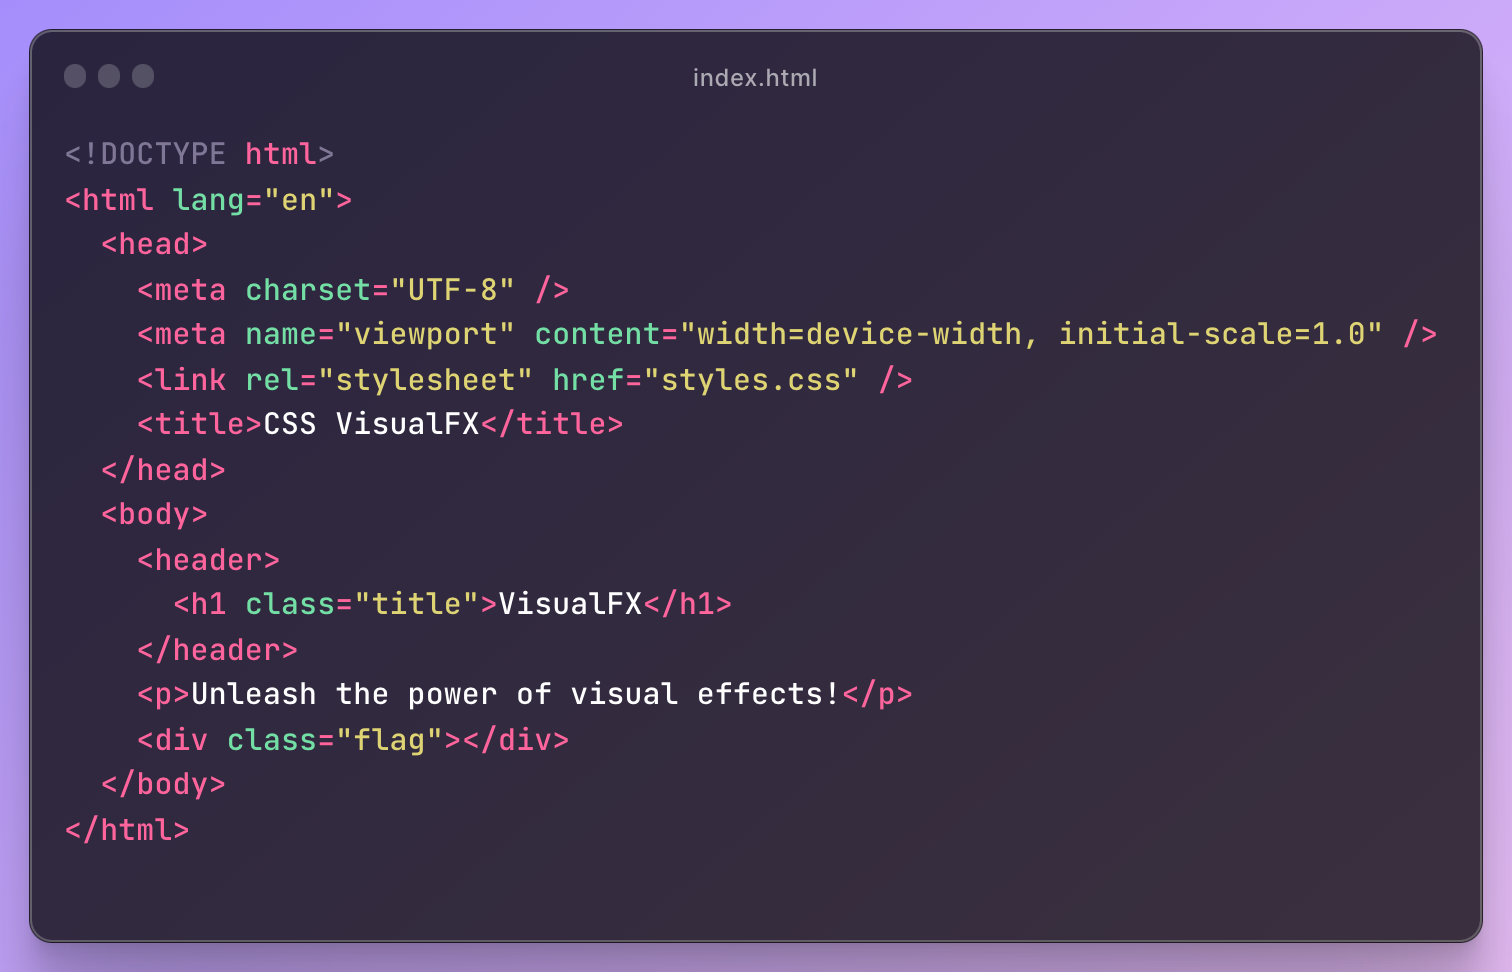 index.html
<!DOCTYPE html>
<html lang="en">
  <head>
    <meta charset="UTF-8" />
    <meta name="viewport" content="width=device-width, initial-scale=1.0" />
    <link rel="stylesheet" href="styles.css" />
    <title>CSS VisualFX</title>
  </head>
  <body>
    <header>
      <h1 class="title">VisualFX</h1>
    </header>
    <p>Unleash the power of visual effects!</p>
    <div class="flag"></div>
  </body>
</html>